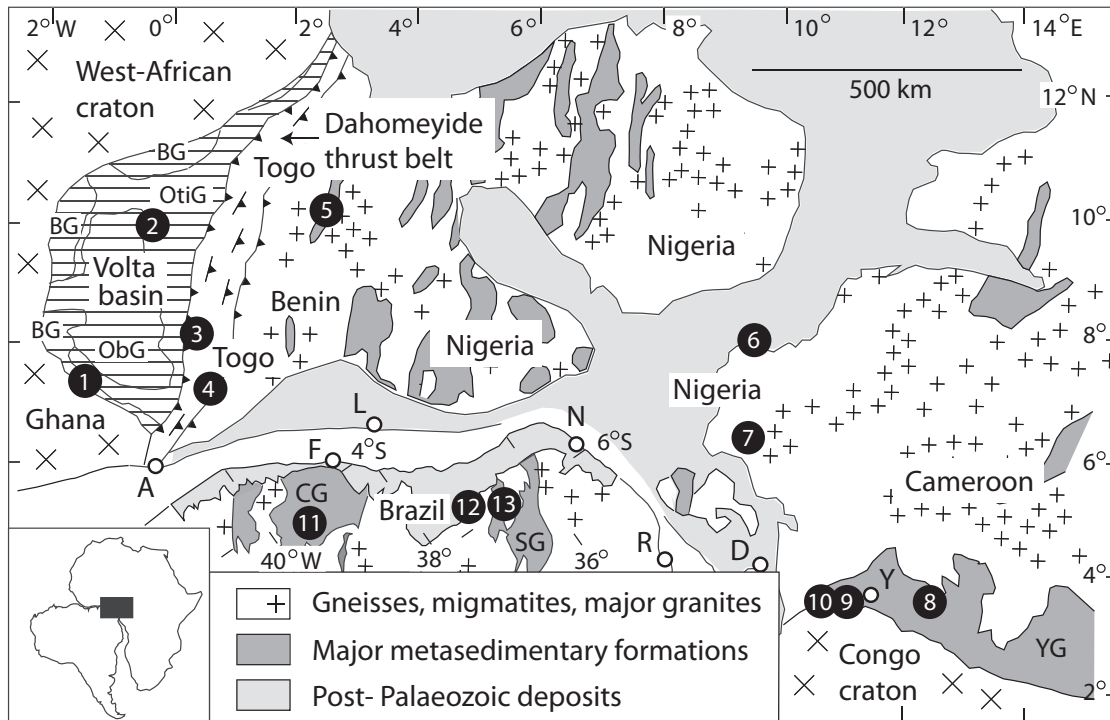 2°W 0° 4° 6° 8° 10° 12° 14°E
West-African
craton
500 km
12°N
Dahomeyide
thrust belt
BG
Togo
OtiG
5
10°
BG
2
Nigeria
Volta
basin
Benin
BG
3
6
8°
ObG
Togo
Nigeria
1
4
Nigeria
Ghana
L
N
7
6°S
F
4°S
6°
A
Cameroon
CG
Brazil
12
13
11
40°W
38°
SG
36°
R
D
4°
Y
10
9
8
Gneisses, migmatites, major granites
Major metasedimentary formations
Congo
craton
YG
Post- Palaeozoic deposits
2°